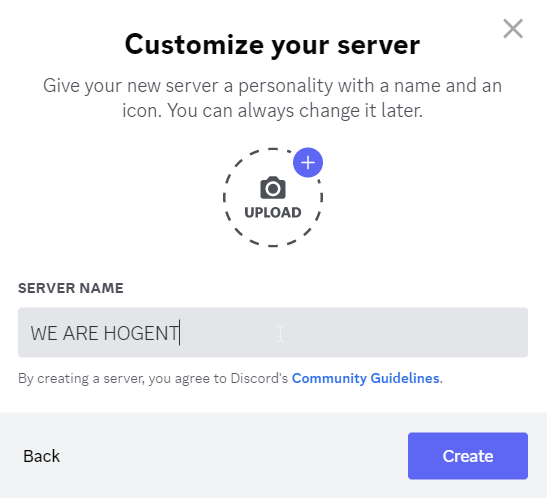 Customize your server
Give your new server a personality with a name and an
icon. You can always change it later.
UPLOAD
SERVER NAME
WE ARE HOGENT
By creating a server, you agree to Discord's Community Guidelines.
Back
Create